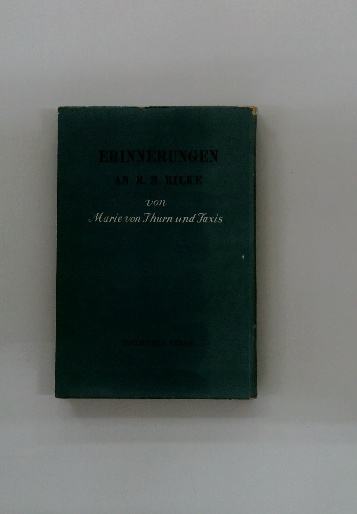 ERINNERUNGEN
AN R. M. RILKE
von
Marie von Thurn und Taxis